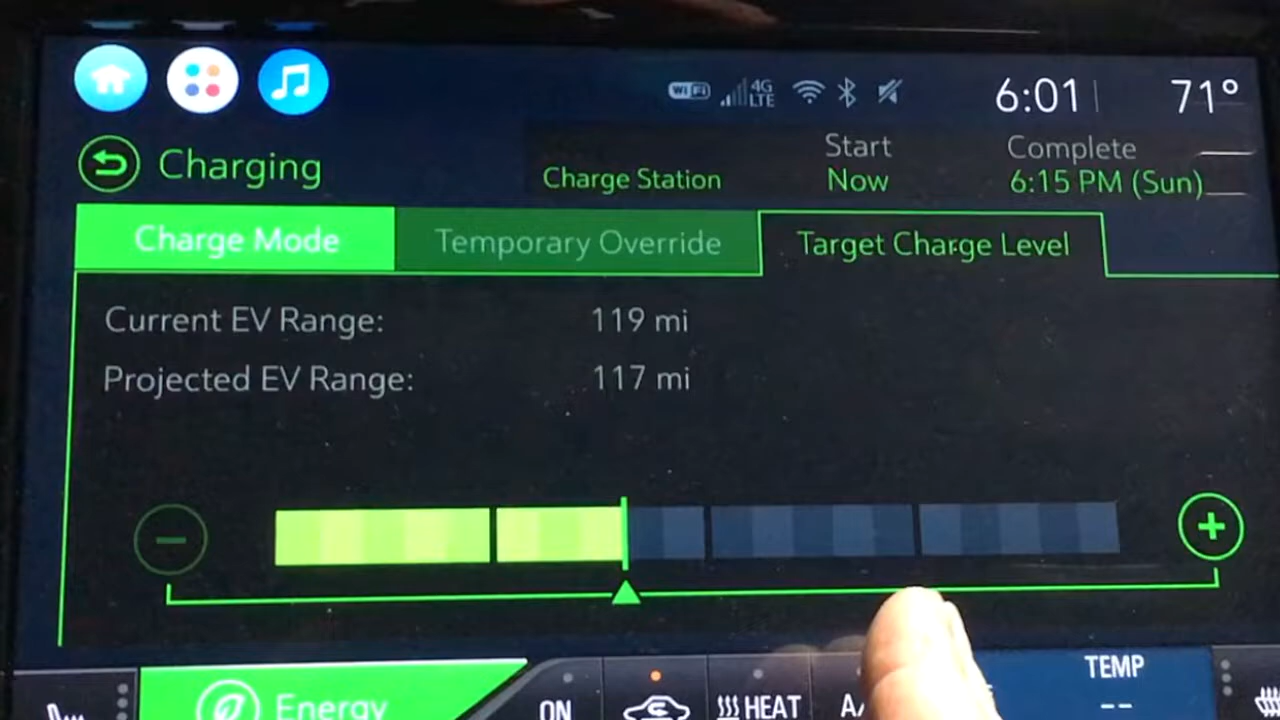 WiFi 4G LTE 6:01 71°
Charging
Charge Station
Start
Now
Complete
6:15 PM (Sun)
Charge Mode
Temporary Override
Target Charge Level
Current EV Range: 119 mi
Projected EV Range: 117 mi
− +
Energy
ON
HEAT
TEMP
--